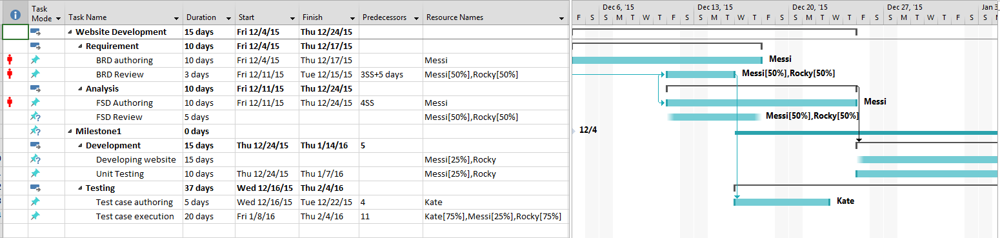 Task Mode Task Name Duration Start Finish Predecessors Resource Names
Website Development 15 days Fri 12/4/15 Thu 12/24/15
Requirement 10 days Fri 12/4/15 Thu 12/17/15
BRD authoring 10 days Fri 12/4/15 Thu 12/17/15 Messi
BRD Review 3 days Fri 12/11/15 Tue 12/15/15 3SS+5 days Messi[50%],Rocky[50%]
Analysis 10 days Fri 12/11/15 Thu 12/24/15
FSD Authoring 10 days Fri 12/11/15 Thu 12/24/15 4SS Messi
FSD Review 5 days Messi[50%],Rocky[50%]
Milestone1 0 days
Development 15 days Thu 12/24/15 Thu 1/14/16 5
Developing website 15 days Messi[25%],Rocky
Unit Testing 10 days Thu 12/24/15 Thu 1/7/16 Messi[25%],Rocky
Testing 37 days Wed 12/16/15 Thu 2/4/16
Test case authoring 5 days Wed 12/16/15 Tue 12/22/15 4 Kate
Test case execution 20 days Fri 1/8/16 Thu 2/4/16 11 Kate[75%],Messi[25%],Rocky[75%]
Dec 6, '15 Dec 13, '15 Dec 20, '15 Dec 27, '15 Jan 3
F S S M T W T F S S M T W T F S S M T W T F S S M T W T F S S
Messi
Messi[50%],Rocky[50%]
Messi
Messi[50%],Rocky[50%]
12/4
Kate